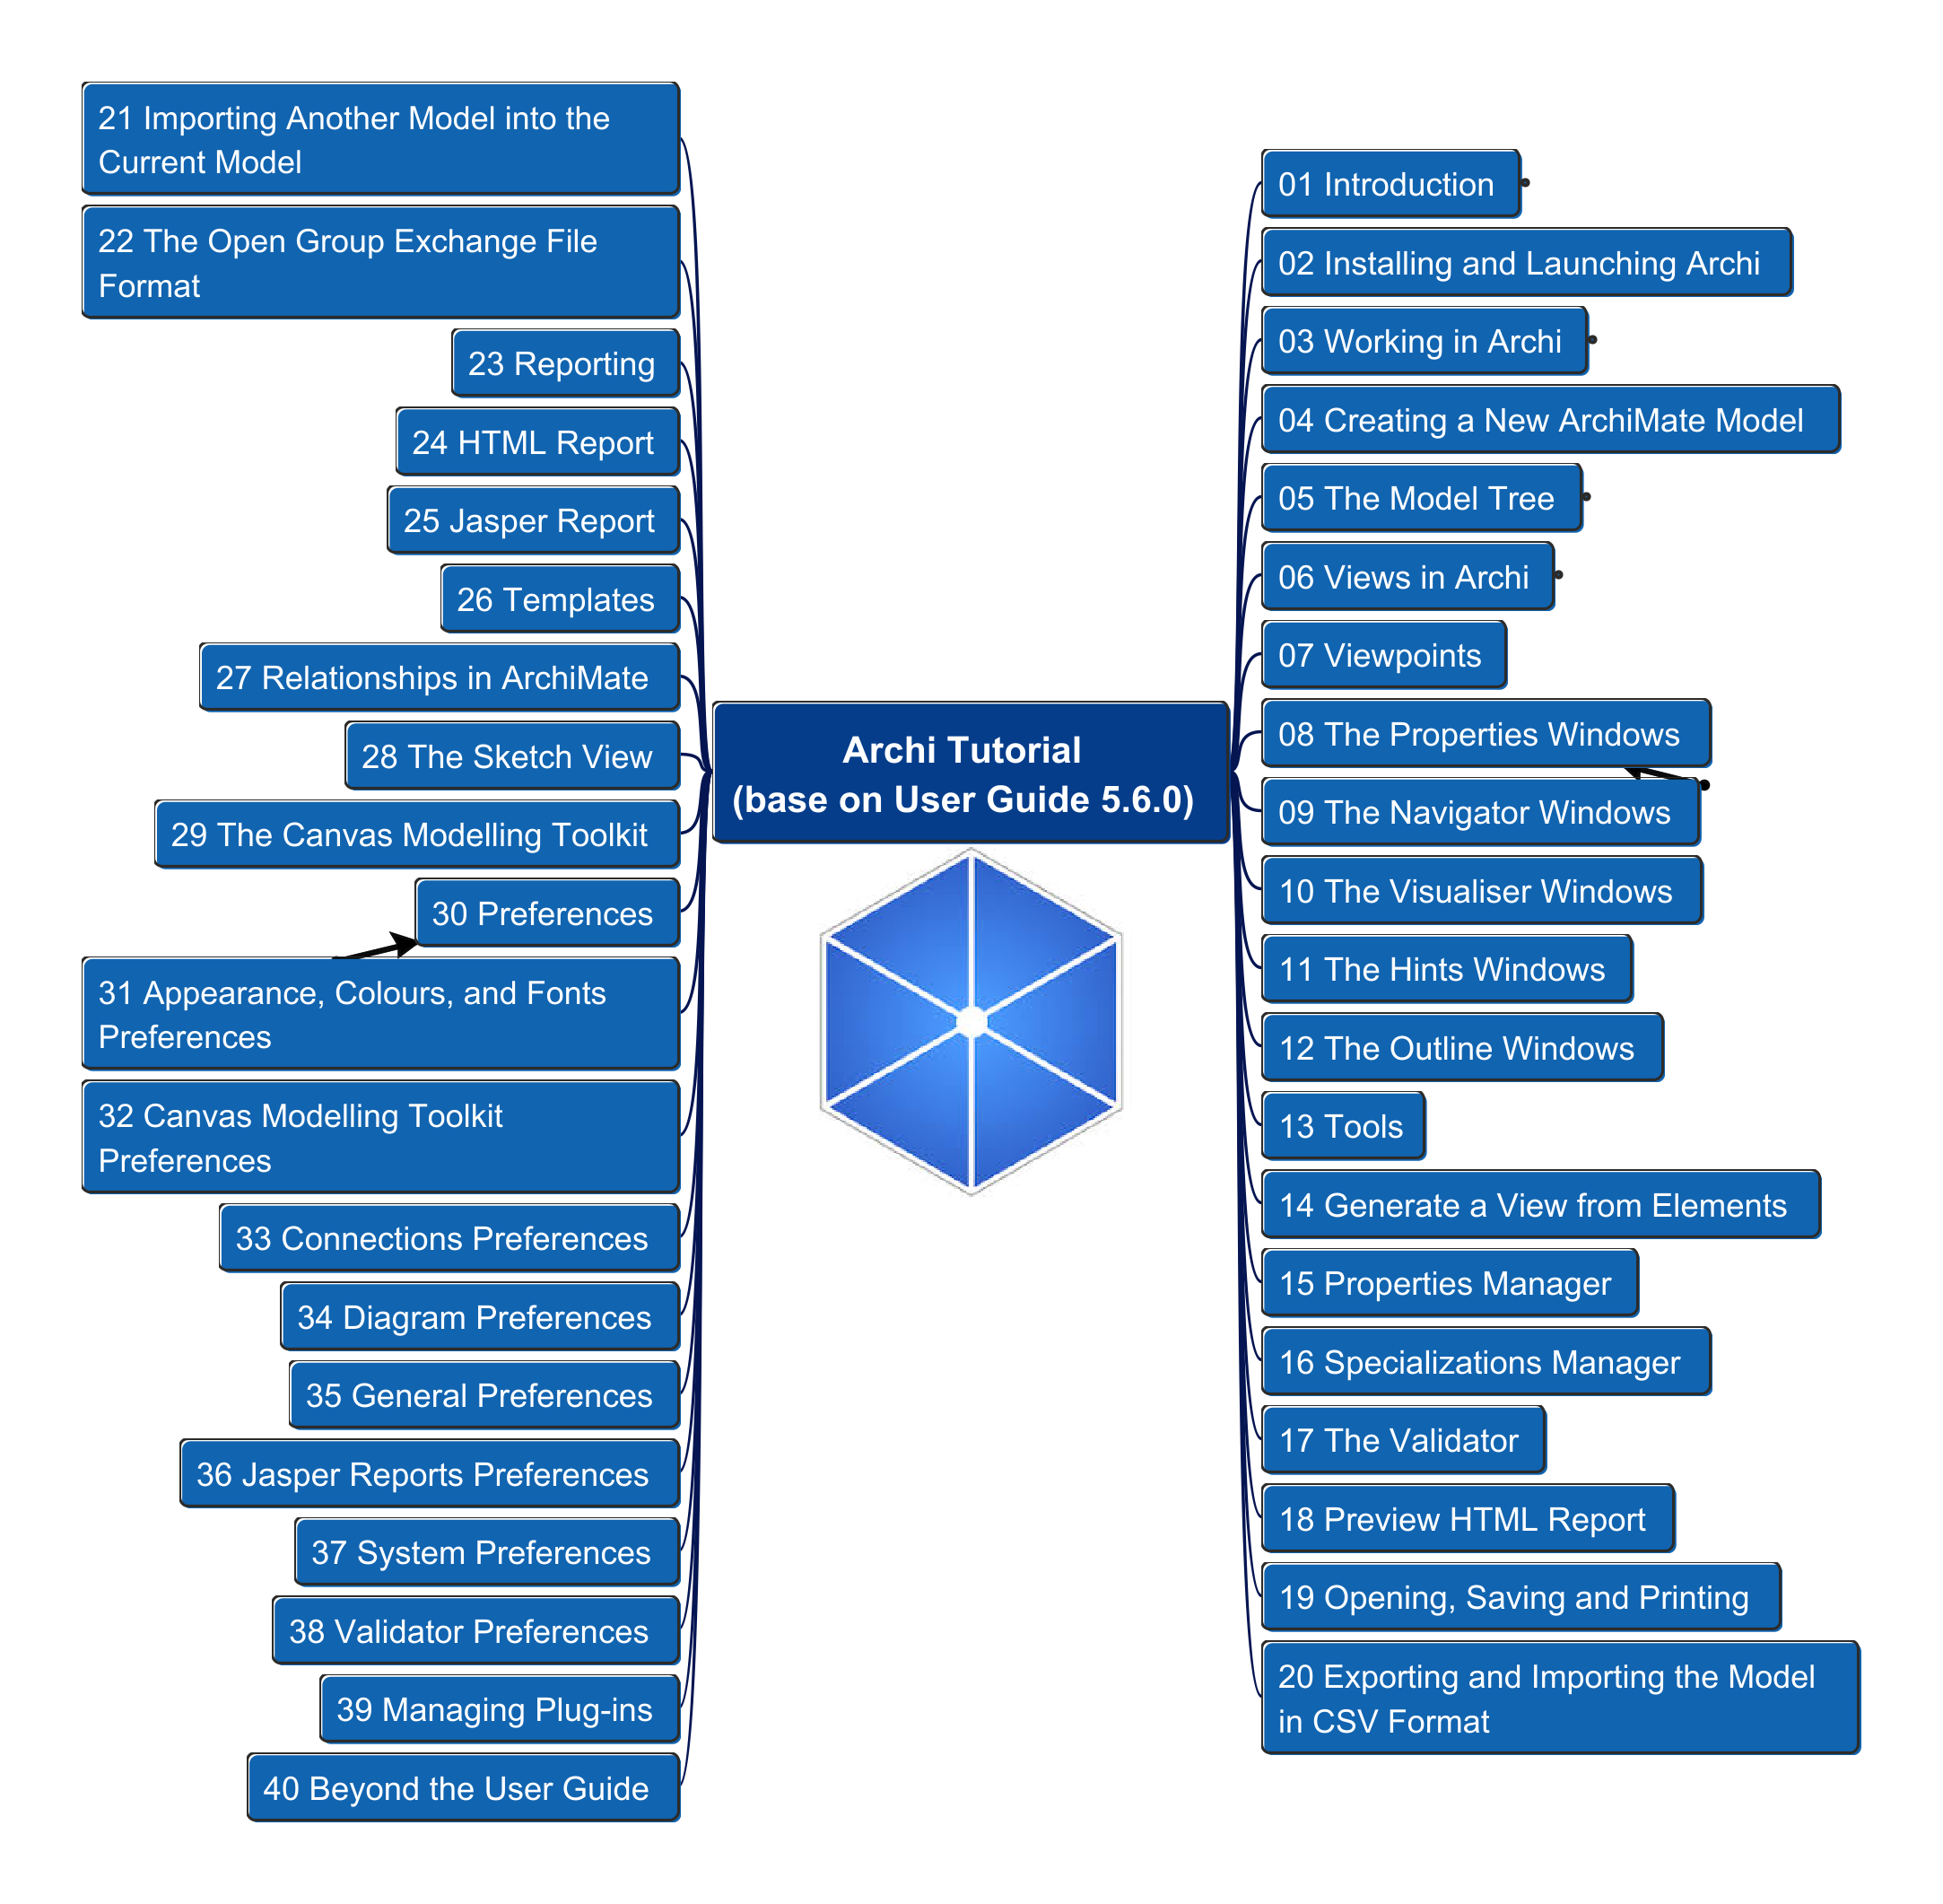 Archi Tutorial
(base on User Guide 5.6.0)
01 Introduction
02 Installing and Launching Archi
03 Working in Archi
04 Creating a New ArchiMate Model
05 The Model Tree
06 Views in Archi
07 Viewpoints
08 The Properties Windows
09 The Navigator Windows
10 The Visualiser Windows
11 The Hints Windows
12 The Outline Windows
13 Tools
14 Generate a View from Elements
15 Properties Manager
16 Specializations Manager
17 The Validator
18 Preview HTML Report
19 Opening, Saving and Printing
20 Exporting and Importing the Model
in CSV Format
21 Importing Another Model into the
Current Model
22 The Open Group Exchange File
Format
23 Reporting
24 HTML Report
25 Jasper Report
26 Templates
27 Relationships in ArchiMate
28 The Sketch View
29 The Canvas Modelling Toolkit
30 Preferences
31 Appearance, Colours, and Fonts
Preferences
32 Canvas Modelling Toolkit
Preferences
33 Connections Preferences
34 Diagram Preferences
35 General Preferences
36 Jasper Reports Preferences
37 System Preferences
38 Validator Preferences
39 Managing Plug-ins
40 Beyond the User Guide